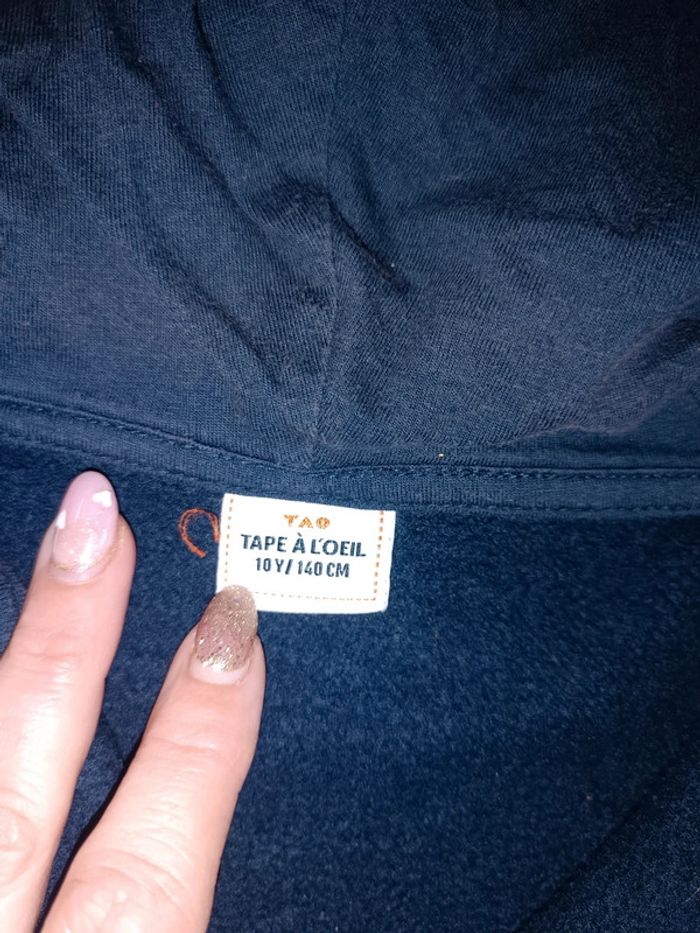 TAO
TAPE À L'OEIL
10 Y/ 140 CM